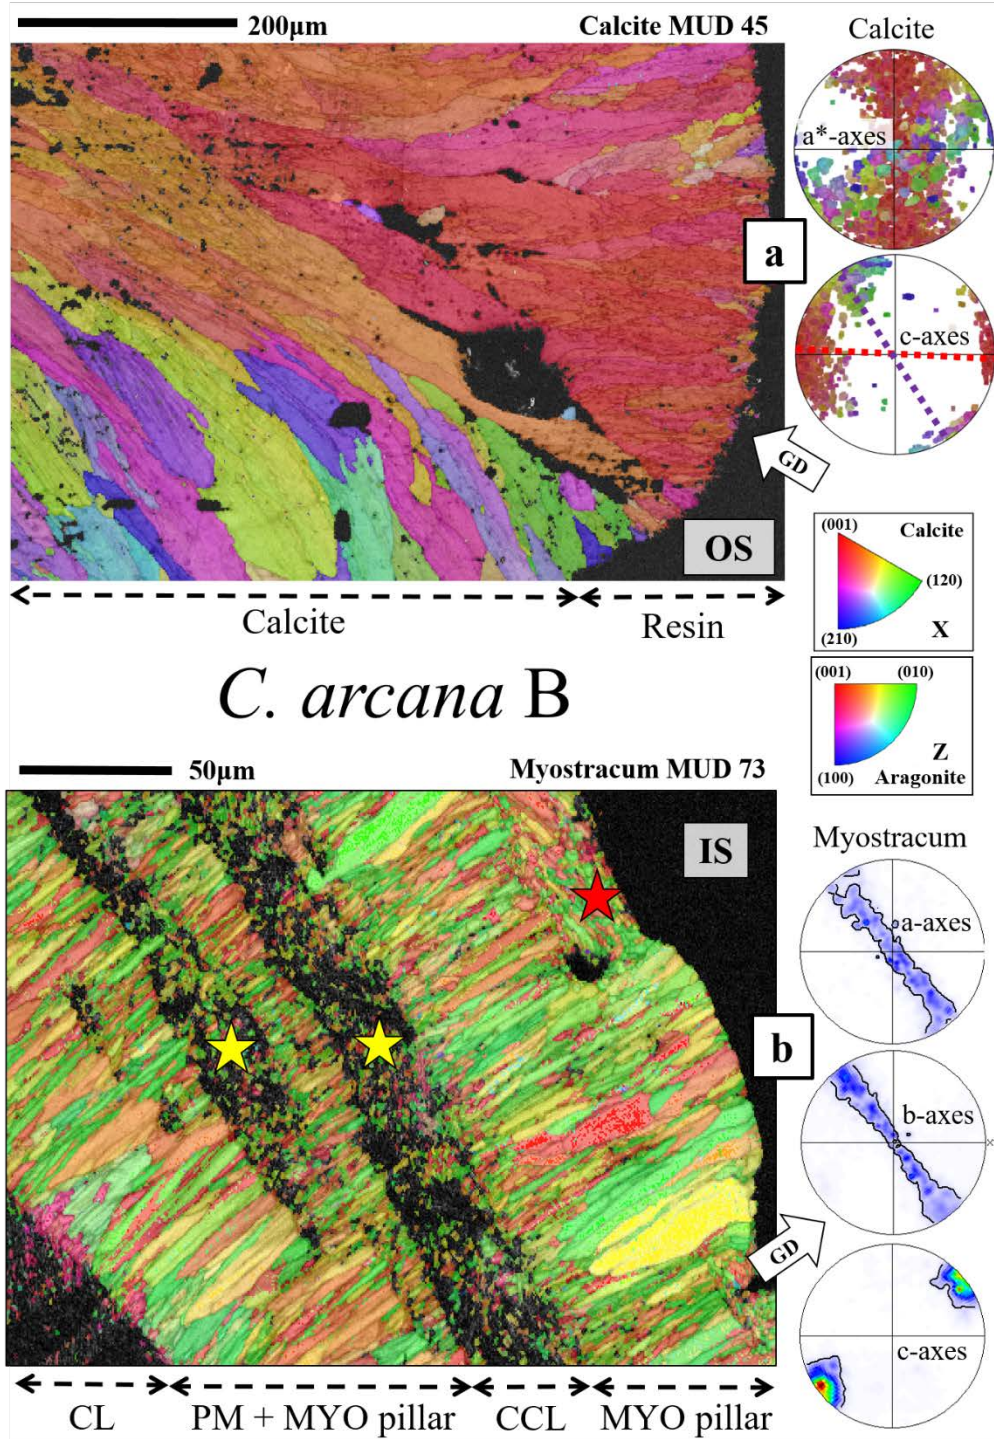 200μm
Calcite MUD 45
Calcite
a*-axes
a
c-axes
GD
OS
Calcite
Resin
(001)
Calcite
(120)
(210)
X
C. arcana B
(001)
(010)
Z
(100)
Aragonite
50μm
Myostracum MUD 73
IS
Myostracum
a-axes
b
b-axes
x
GD
c-axes
CL
PM + MYO pillar
CCL
MYO pillar